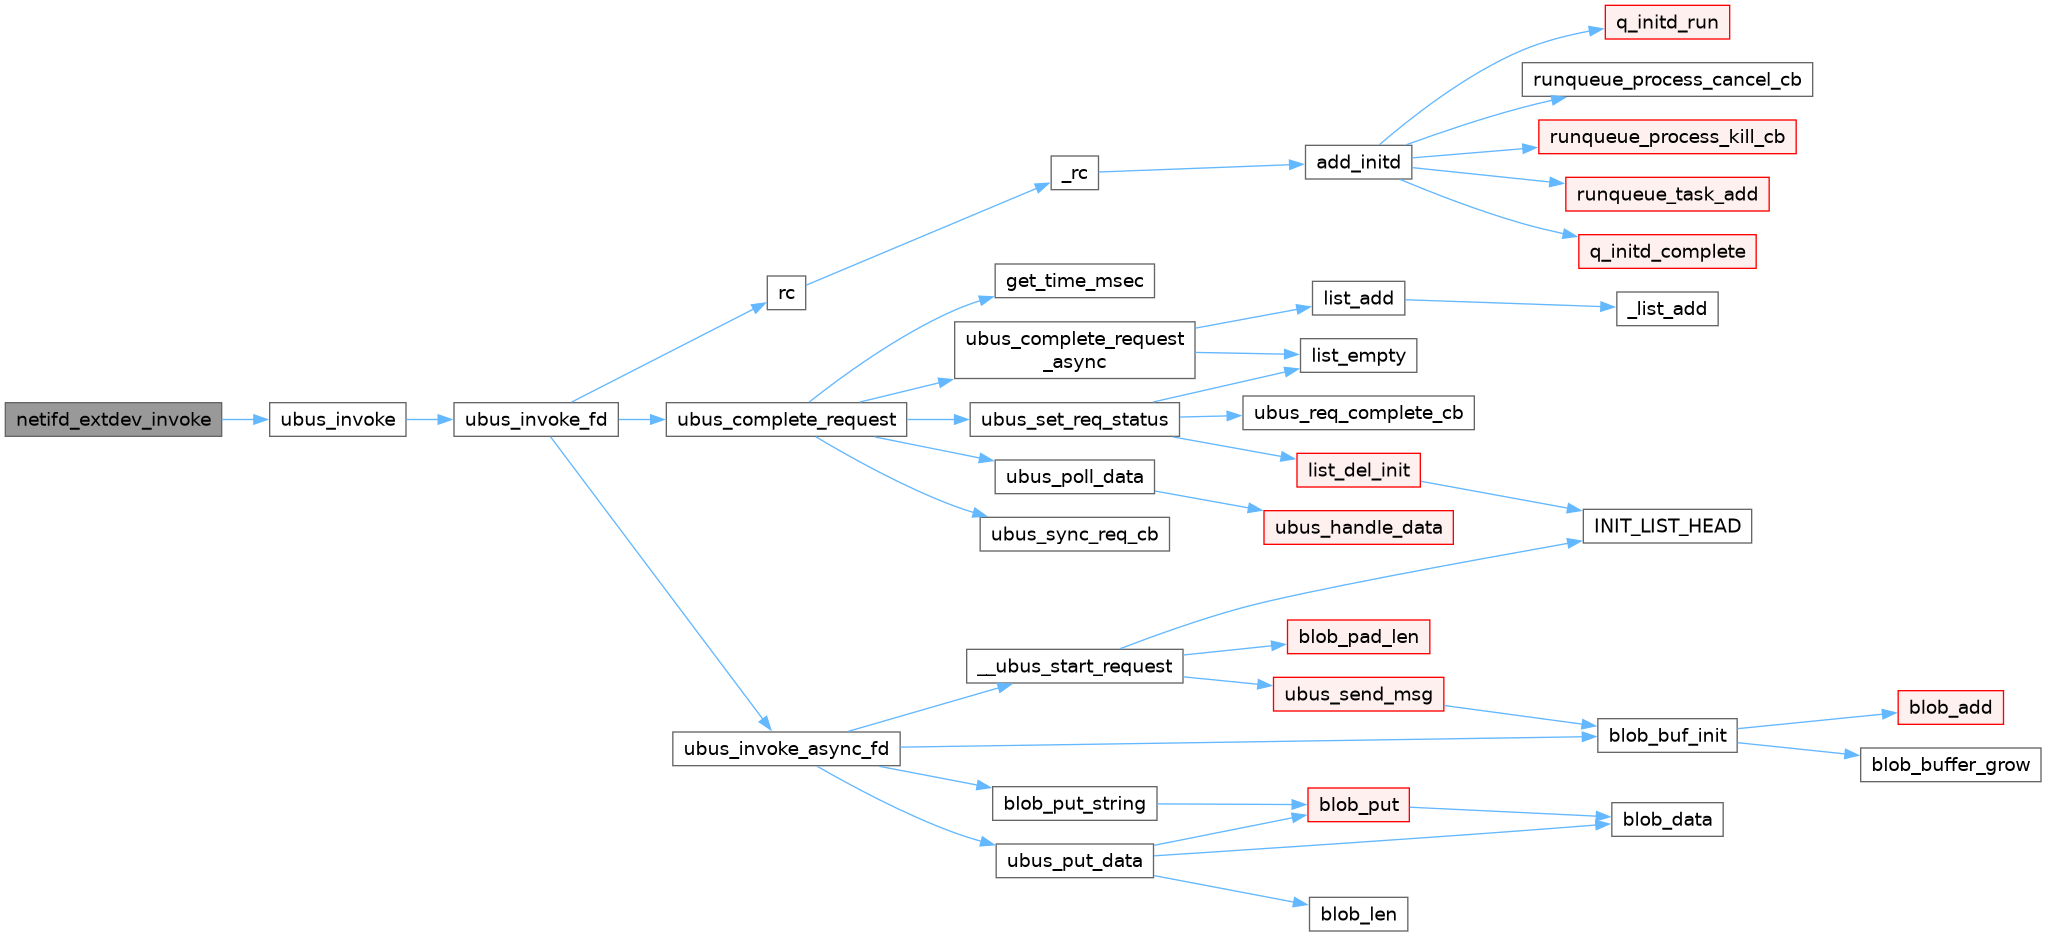 q_initd_run
runqueue_process_cancel_cb
runqueue_process_kill_cb
add_initd
_rc
runqueue_task_add
q_initd_complete
get_time_msec
rc
list_add
_list_add
ubus_complete_request
_async
list_empty
netifd_extdev_invoke
ubus_invoke
ubus_invoke_fd
ubus_complete_request
ubus_set_req_status
ubus_req_complete_cb
list_del_init
ubus_poll_data
ubus_handle_data
INIT_LIST_HEAD
ubus_sync_req_cb
blob_pad_len
__ubus_start_request
ubus_send_msg
blob_add
blob_buf_init
ubus_invoke_async_fd
blob_buffer_grow
blob_put_string
blob_put
blob_data
ubus_put_data
blob_len